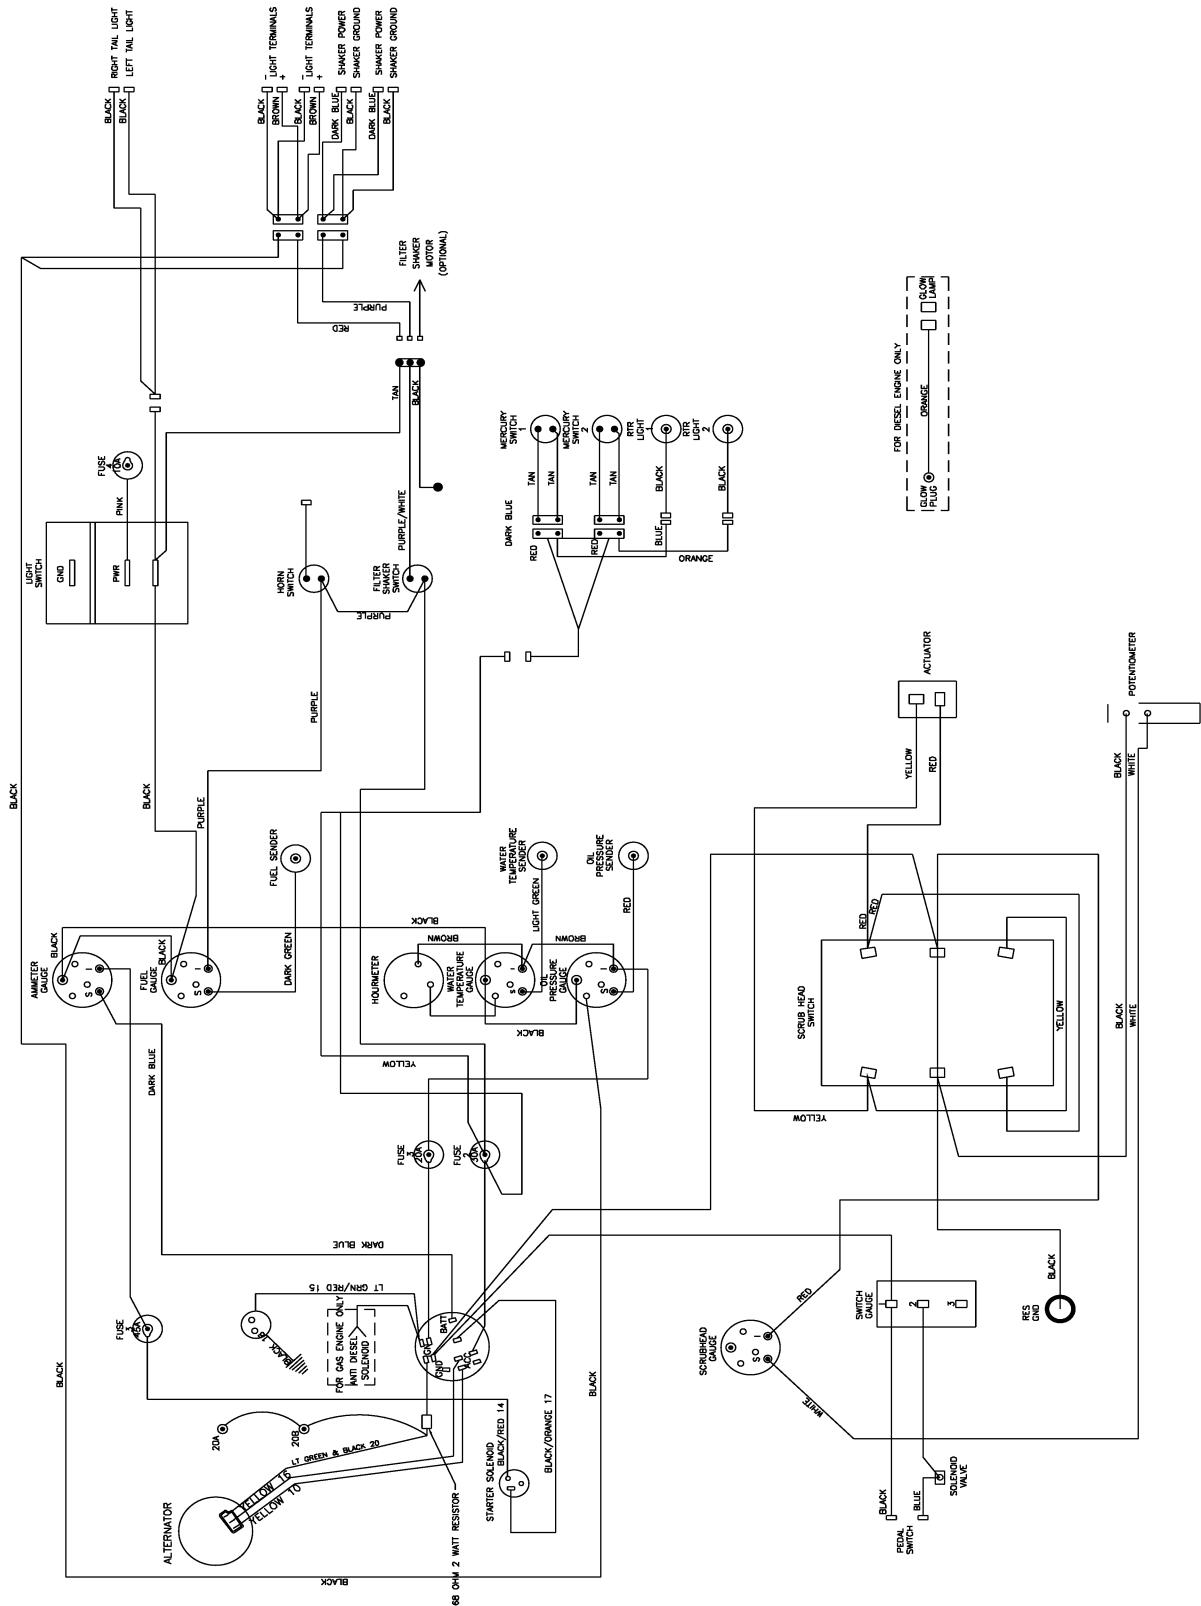 RIGHT TAIL LIGHT
LEFT TAIL LIGHT
BLACK
BLACK
-
LIGHT TERMINALS
+
-
LIGHT TERMINALS
+
SHAKER POWER
SHAKER GROUND
SHAKER POWER
SHAKER GROUND
BLACK
BROWN
BLACK
BROWN
DARK BLUE
BLACK
DARK BLUE
BLACK
FILTER
SHAKER
MOTOR
(OPTIONAL)
PURPLE
RED
TAN
BLACK
FUSE
4
10A
PINK
LIGHT
SWITCH
GND
PWR
HORN
SWITCH
FILTER
SHAKER
SWITCH
PURPLE/WHITE
PURPLE
PURPLE
MERCURY
SWITCH
1
MERCURY
SWITCH
2
RTR
LIGHT
1
RTR
LIGHT
2
TAN
TAN
TAN
TAN
BLACK
BLACK
DARK BLUE
RED
RED
BLUE
ORANGE
FOR DIESEL ENGINE ONLY
GLOW
LAMP
ORANGE
GLOW
PLUG
ACTUATOR
YELLOW
RED
POTENTIOMETER
BLACK
WHITE
BLACK
BLACK
PURPLE
FUEL SENDER
WATER
TEMPERATURE
SENDER
OIL
PRESSURE
SENDER
LIGHT GREEN
RED
AMMETER
GAUGE
BLACK
I
S
FUEL
GAUGE
BLACK
I
S
DARK GREEN
BLACK
HOURMETER
BROWN
WATER
TEMPERATURE
GAUGE
I
S
BROWN
OIL
PRESSURE
GAUGE
I
S
BLACK
YELLOW
DARK BLUE
RED
RED
SCRUB HEAD
SWITCH
YELLOW
YELLOW
BLACK
WHITE
FUSE
3
20A
FUSE
2
30A
DARK BLUE
LT GRN/RED 15
FOR GAS ENGINE ONLY
ANTI DIESEL
SOLENOID
FUSE
3
45A
BLACK 18
BATT
IGN
GND
ACC
BLACK
BLACK
20A
20B
LT GREEN & BLACK 20
YELLOW 16
YELLOW 10
ALTERNATOR
68 OHM 2 WATT RESISTOR
STARTER SOLENOID
BLACK/RED 14
BLACK/ORANGE 17
BLACK
SCRUBHEAD
GAUGE
I
S
RED
WHITE
SWITCH
GAUGE
1
2
3
RES
GND
BLACK
BLACK
BLUE
PEDAL
SWITCH
SOLENOID
VALVE